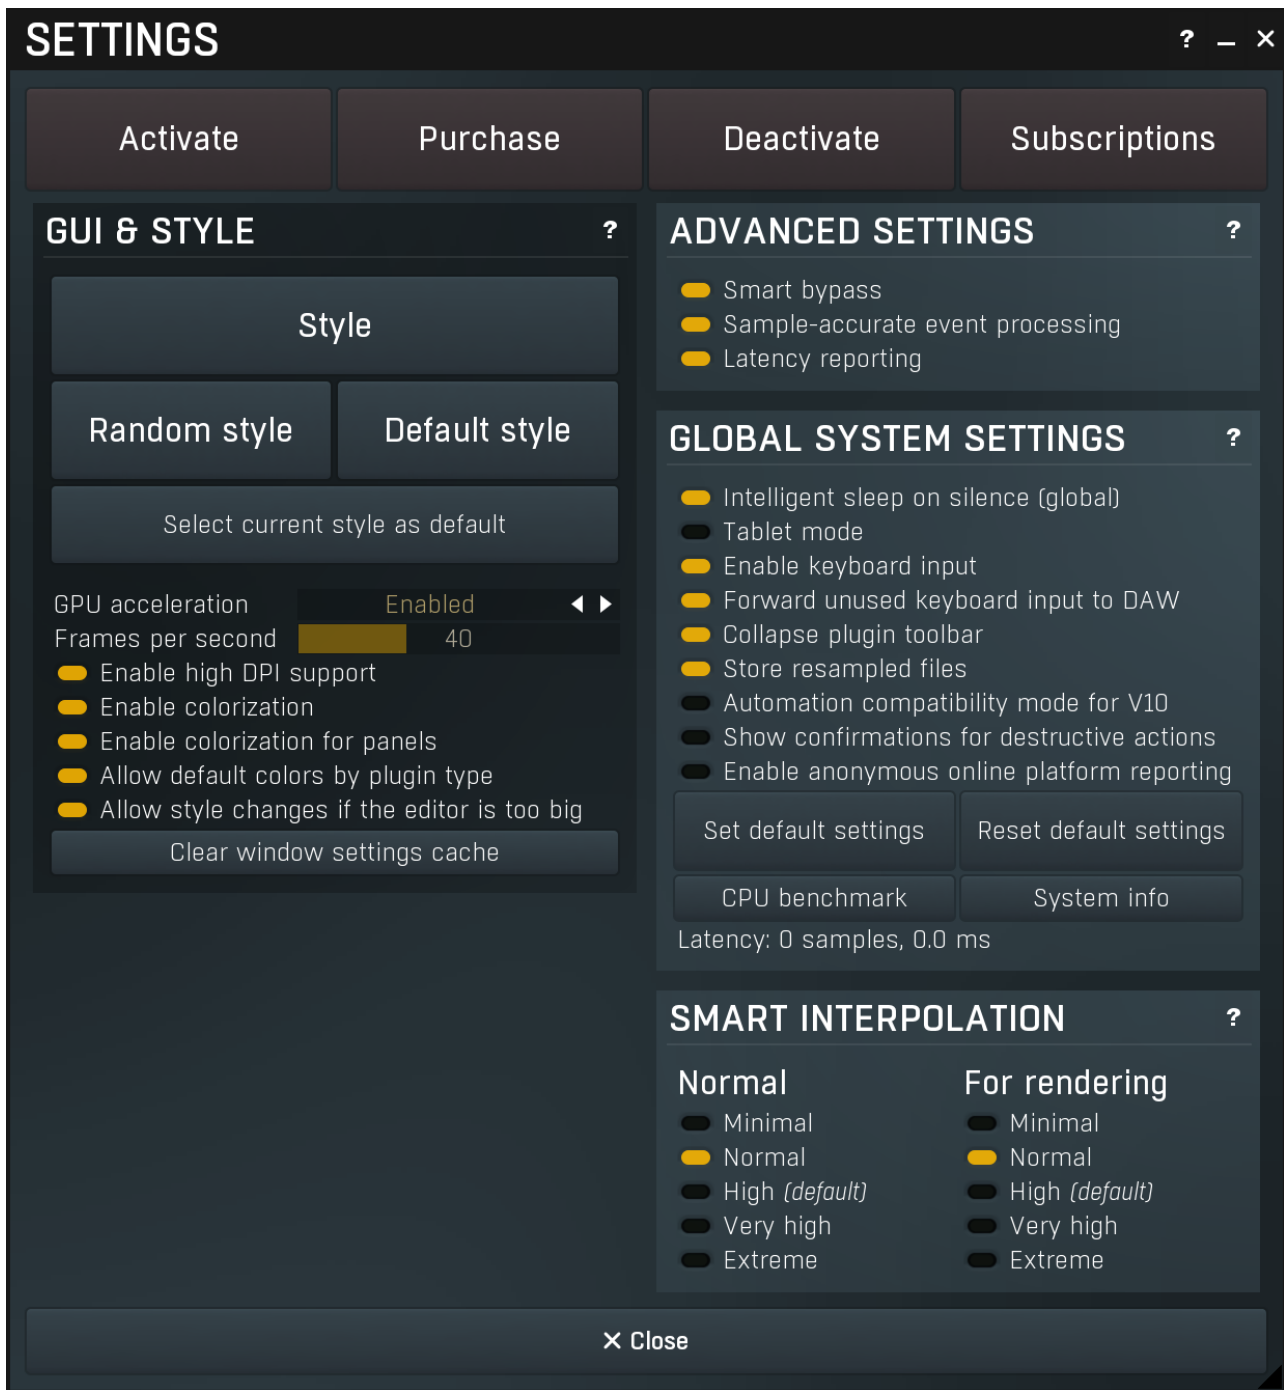 SETTINGS
? _ ×
Activate Purchase Deactivate Subscriptions
GUI & STYLE ?
Style
Random style Default style
Select current style as default
GPU acceleration Enabled
Frames per second 40
Enable high DPI support
Enable colorization
Enable colorization for panels
Allow default colors by plugin type
Allow style changes if the editor is too big
Clear window settings cache
ADVANCED SETTINGS ?
Smart bypass
Sample-accurate event processing
Latency reporting
GLOBAL SYSTEM SETTINGS ?
Intelligent sleep on silence (global)
Tablet mode
Enable keyboard input
Forward unused keyboard input to DAW
Collapse plugin toolbar
Store resampled files
Automation compatibility mode for V10
Show confirmations for destructive actions
Enable anonymous online platform reporting
Set default settings Reset default settings
CPU benchmark System info
Latency: 0 samples, 0.0 ms
SMART INTERPOLATION ?
Normal
Minimal
Normal
High (default)
Very high
Extreme
For rendering
Minimal
Normal
High (default)
Very high
Extreme
× Close